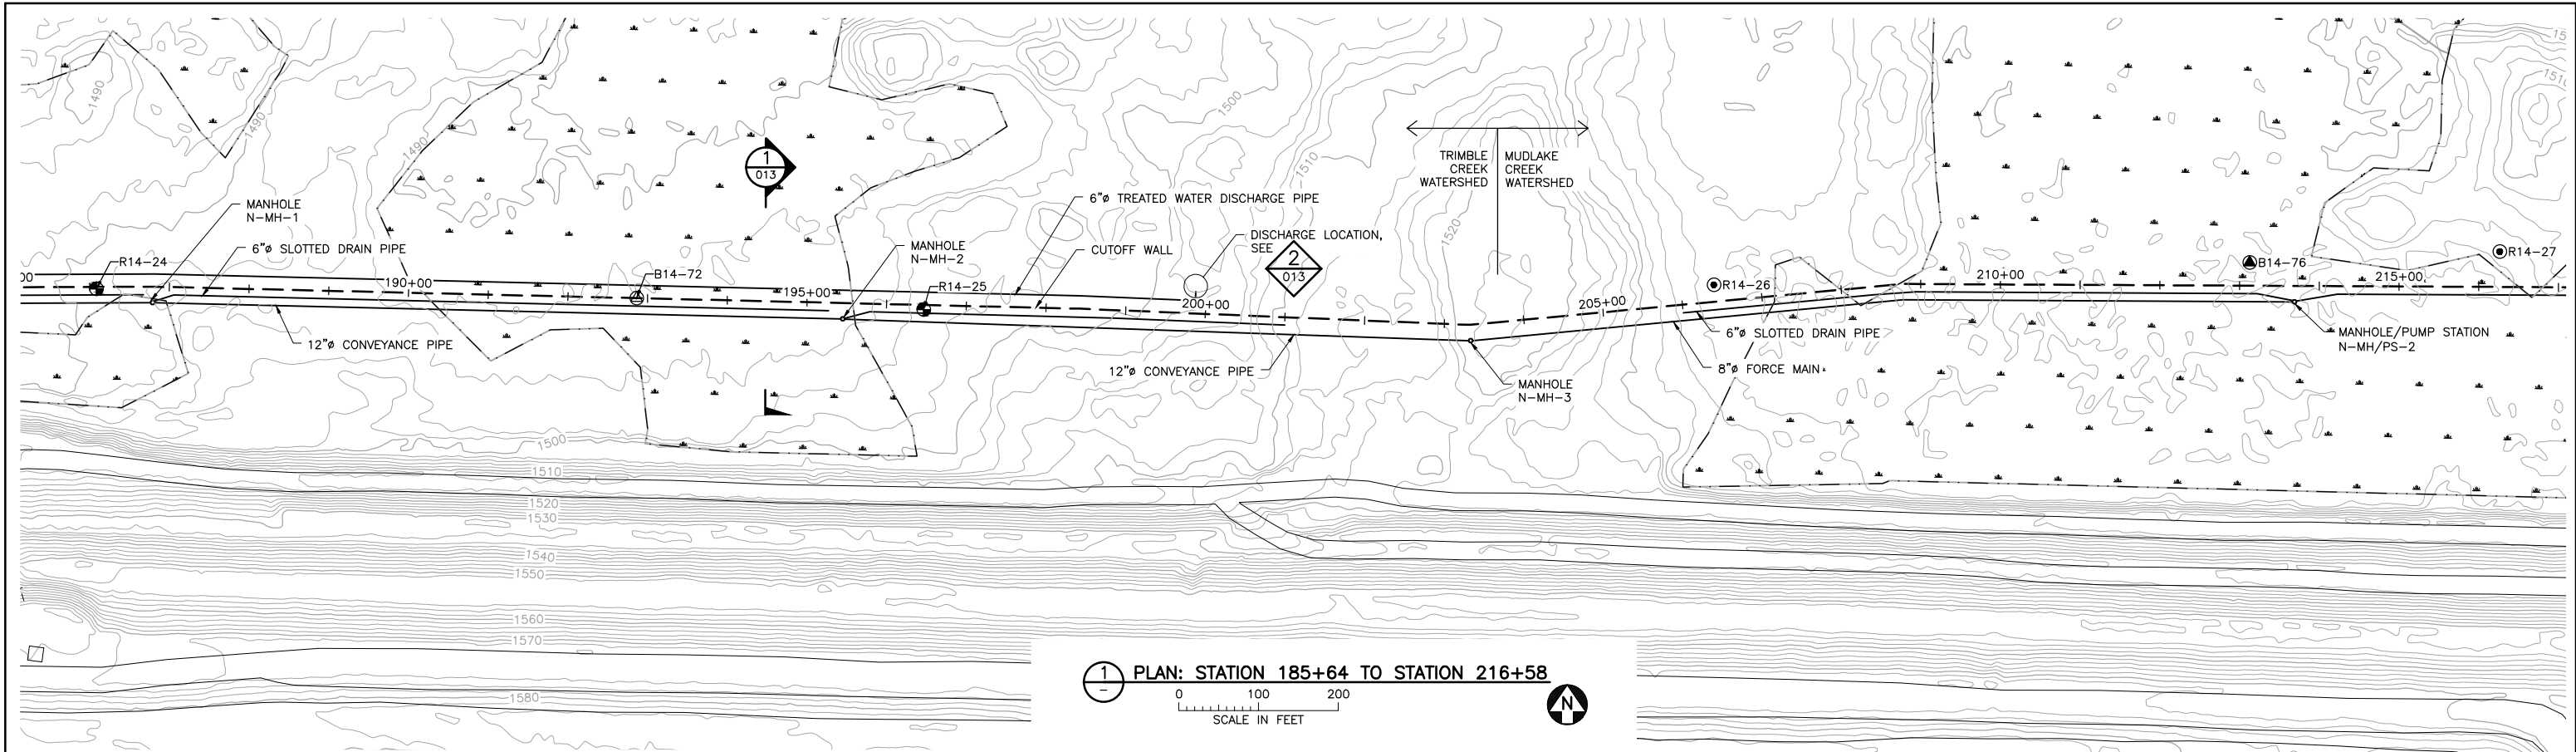 1490
1490
1490
1500
1510
1520
1510
151
15
TRIMBLE
CREEK
WATERSHED
MUDLAKE
CREEK
WATERSHED
1
013
MANHOLE
N-MH-1
6"ø SLOTTED DRAIN PIPE
R14-24
00
190+00
B14-72
195+00
MANHOLE
N-MH-2
R14-25
6"ø TREATED WATER DISCHARGE PIPE
CUTOFF WALL
DISCHARGE LOCATION,
SEE
2
013
200+00
205+00
R14-26
210+00
B14-76
215+00
R14-27
12"ø CONVEYANCE PIPE
12"ø CONVEYANCE PIPE
MANHOLE
N-MH-3
6"ø SLOTTED DRAIN PIPE
8"ø FORCE MAIN
MANHOLE/PUMP STATION
N-MH/PS-2
1500
1510
1520
1530
1540
1550
1560
1570
1580
1
-
PLAN: STATION 185+64 TO STATION 216+58
0 100 200
SCALE IN FEET
N